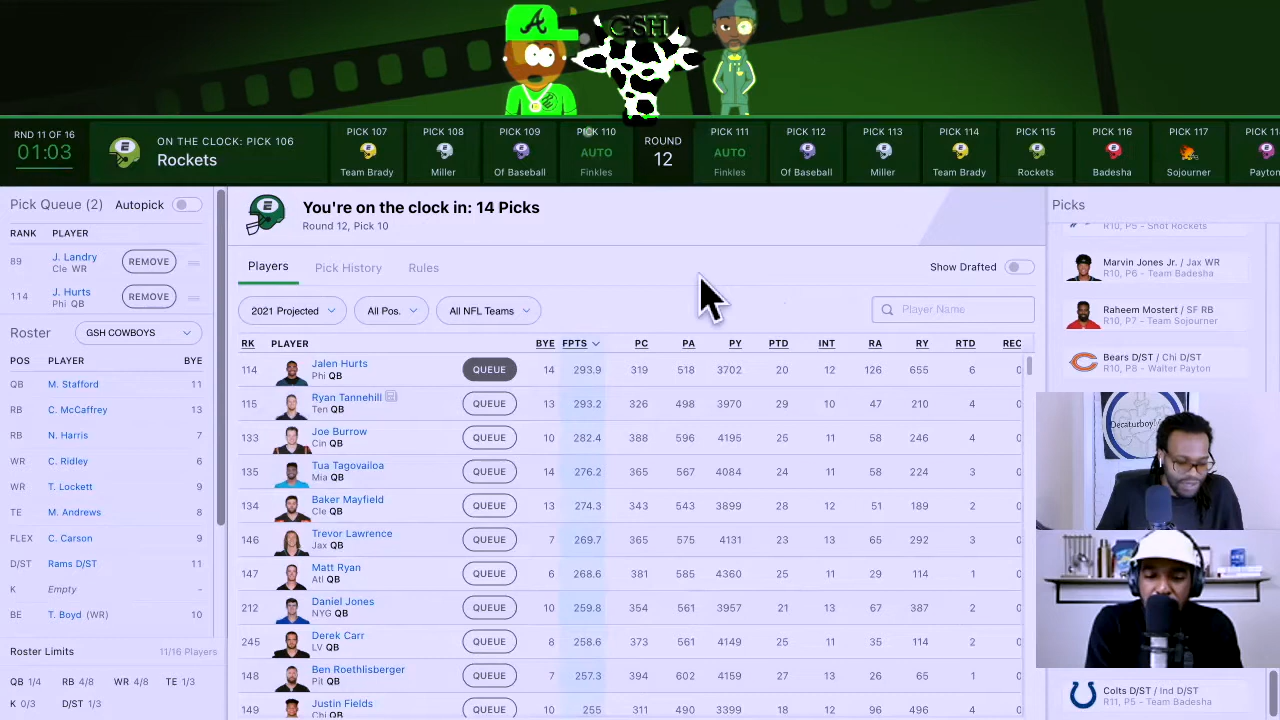 GSH
RND 11 OF 16
01:03
ON THE CLOCK: PICK 106
Rockets
PICK 107
Team Brady
PICK 108
Miller
PICK 109
Of Baseball
PICK 110
AUTO
Finkles
ROUND
12
PICK 111
AUTO
Finkles
PICK 112
Of Baseball
PICK 113
Miller
PICK 114
Team Brady
PICK 115
Rockets
PICK 116
Badesha
PICK 117
Sojourner
PICK 11
Payton
Pick Queue (2)
Autopick
RANK PLAYER
89 J. Landry REMOVE
Cle WR
114 J. Hurts REMOVE
Phi QB
Roster GSH COWBOYS
POS PLAYER BYE
QB M. Stafford 11
RB C. McCaffrey 13
RB N. Harris 7
WR C. Ridley 6
WR T. Lockett 9
TE M. Andrews 8
FLEX C. Carson 9
D/ST Rams D/ST 11
K Empty -
BE T. Boyd (WR) 10
Roster Limits 11/16 Players
QB 1/4 RB 4/8 WR 4/8 TE 1/3
K 0/3 D/ST 1/3
You're on the clock in: 14 Picks
Round 12, Pick 10
Players Pick History Rules
Show Drafted
2021 Projected All Pos. All NFL Teams Player Name
RK PLAYER BYE FPTS PC PA PY PTD INT RA RY RTD REC
114 Jalen Hurts QUEUE 14 293.9 319 518 3702 20 12 126 655 6 0
Phi QB
115 Ryan Tannehill QUEUE 13 293.2 326 498 3970 29 10 47 210 4 0
Ten QB
133 Joe Burrow QUEUE 10 282.4 388 596 4195 25 11 58 246 4 0
Cin QB
135 Tua Tagovailoa QUEUE 14 276.2 365 567 4084 24 11 58 224 3 0
Mia QB
134 Baker Mayfield QUEUE 13 274.3 343 543 3899 28 12 51 189 2 0
Cle QB
146 Trevor Lawrence QUEUE 7 269.7 365 575 4131 23 13 65 292 3 0
Jax QB
147 Matt Ryan QUEUE 6 268.6 381 585 4360 25 11 29 114 1 0
Atl QB
212 Daniel Jones QUEUE 10 259.8 354 561 3957 21 13 67 387 2 0
NYG QB
245 Derek Carr QUEUE 8 258.6 373 561 4149 25 11 35 114 2 0
LV QB
148 Ben Roethlisberger QUEUE 7 257.3 394 602 4159 27 13 26 65 1 0
Pit QB
149 Justin Fields QUEUE 10 255 311 490 3399 18 12 96 496 4 0
Chi QB
Picks
R10, P5 - Shot Rockets
Marvin Jones Jr. / Jax WR
R10, P6 - Team Badesha
Raheem Mostert / SF RB
R10, P7 - Team Sojourner
Bears D/ST / Chi D/ST
R10, P8 - Walter Payton
Decaturboy
Colts D/ST / Ind D/ST
R11, P5 - Team Badesha